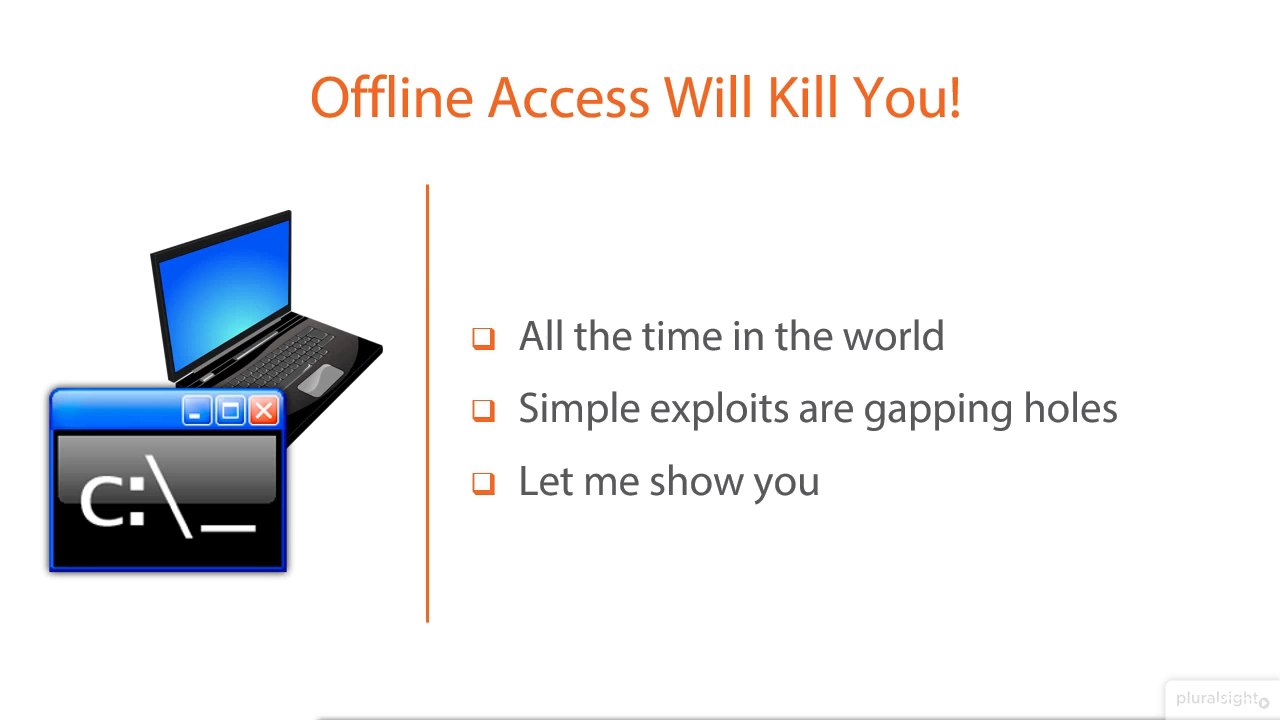 Offline Access Will Kill You!
All the time in the world
Simple exploits are gapping holes
Let me show you
c:\_
pluralsight